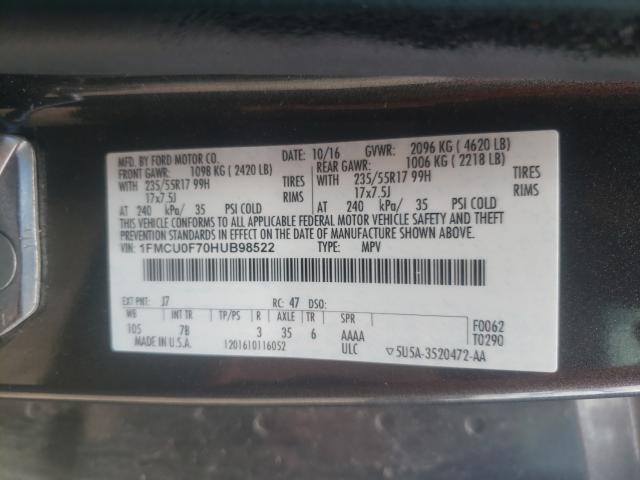 MFD. BY FORD MOTOR CO. DATE: 10/16 GVWR: 2096 KG ( 4620 LB)
FRONT GAWR: 1098 KG ( 2420 LB) REAR GAWR: 1006 KG ( 2218 LB)
WITH 235/55R17 99H TIRES WITH 235/55R17 99H TIRES
17x7.5J RIMS 17x7.5J RIMS
AT 240 kPa/ 35 PSI COLD AT 240 kPa/ 35 PSI COLD
THIS VEHICLE CONFORMS TO ALL APPLICABLE FEDERAL MOTOR VEHICLE SAFETY AND THEFT
PREVENTION STANDARDS IN EFFECT ON THE DATE OF MANUFACTURE SHOWN ABOVE.
VIN: 1FMCU0F70HUB98522 TYPE: MPV
EXT PNT: J7 RC: 47 DSO:
WB INT TR TP/PS R AXLE TR SPR
105 7B 3 35 6 AAAA F0062
MADE IN U.S.A. 1201610116052 ULC ▽5U5A-3520472-AA T0290